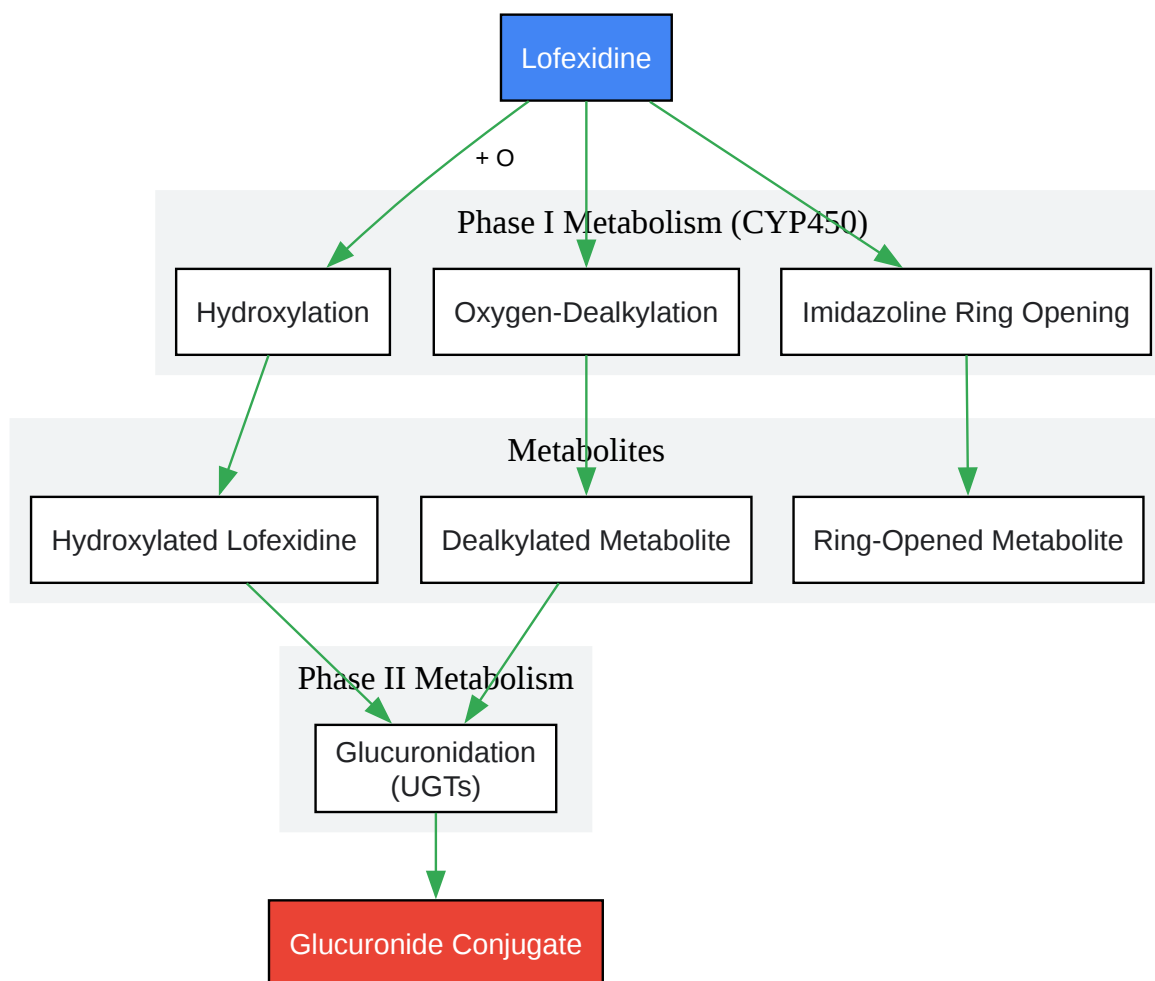 Lofexidine
+ O
Phase I Metabolism (CYP450)
Hydroxylation
Oxygen-Dealkylation
Imidazoline Ring Opening
Metabolites
Hydroxylated Lofexidine
Dealkylated Metabolite
Ring-Opened Metabolite
Phase II Metabolism
Glucuronidation
(UGTs)
Glucuronide Conjugate